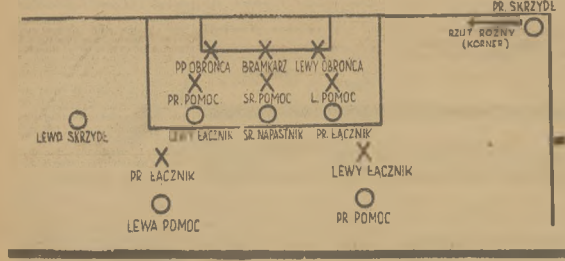 PR. SKRZYDŁ
RZUT ROŻNY
(KORNER)
PP OBROŃCA BRAMKARZ LEWY OBROŃCA
PR. POMOC ŚR. POMOC L. POMOC
LEWO SKRZYDŁ
LEWY ŁĄCZNIK ŚR. NAPASTNIK PR. ŁĄCZNIK
PR ŁĄCZNIK LEWY ŁĄCZNIK
LEWA POMOC PR POMOC